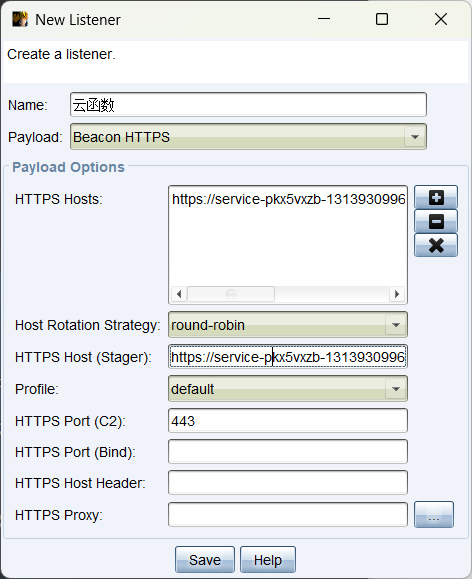 New Listener
Create a listener.
Name: 云函数
Payload: Beacon HTTPS
Payload Options
HTTPS Hosts: https://service-pkx5vxzb-1313930996
Host Rotation Strategy: round-robin
HTTPS Host (Stager): https://service-pkx5vxzb-1313930996
Profile: default
HTTPS Port (C2): 443
HTTPS Port (Bind):
HTTPS Host Header:
HTTPS Proxy: ...
Save Help